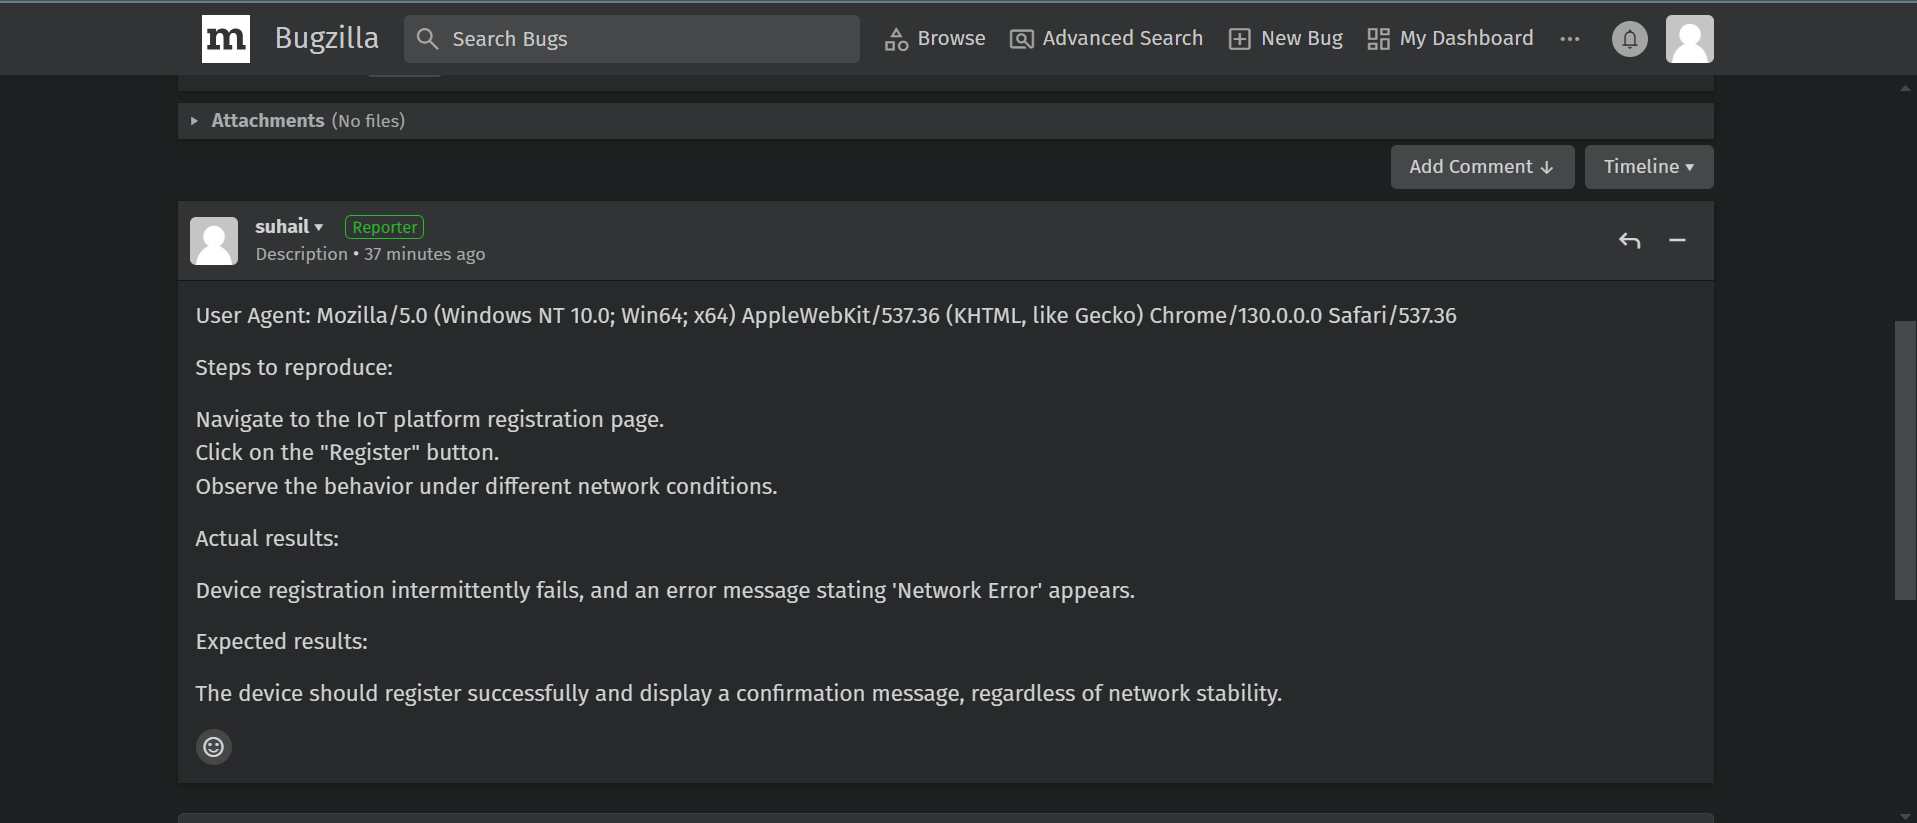 m Bugzilla Search Bugs Browse Advanced Search New Bug My Dashboard ...
▸ Attachments (No files)
Add Comment ↓ Timeline ▾
suhail ▾ Reporter
Description • 37 minutes ago
User Agent: Mozilla/5.0 (Windows NT 10.0; Win64; x64) AppleWebKit/537.36 (KHTML, like Gecko) Chrome/130.0.0.0 Safari/537.36
Steps to reproduce:
Navigate to the IoT platform registration page.
Click on the "Register" button.
Observe the behavior under different network conditions.
Actual results:
Device registration intermittently fails, and an error message stating 'Network Error' appears.
Expected results:
The device should register successfully and display a confirmation message, regardless of network stability.